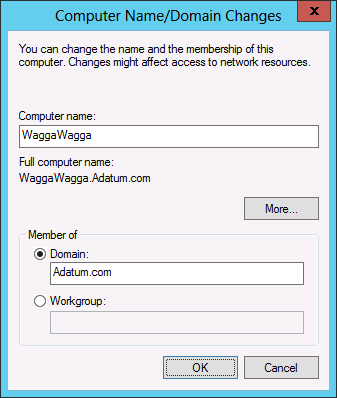 Computer Name/Domain Changes
x
You can change the name and the membership of this
computer. Changes might affect access to network resources.
Computer name:
WaggaWagga
Full computer name:
WaggaWagga.Adatum.com
More...
Member of
Domain:
Adatum.com
Workgroup:
OK
Cancel